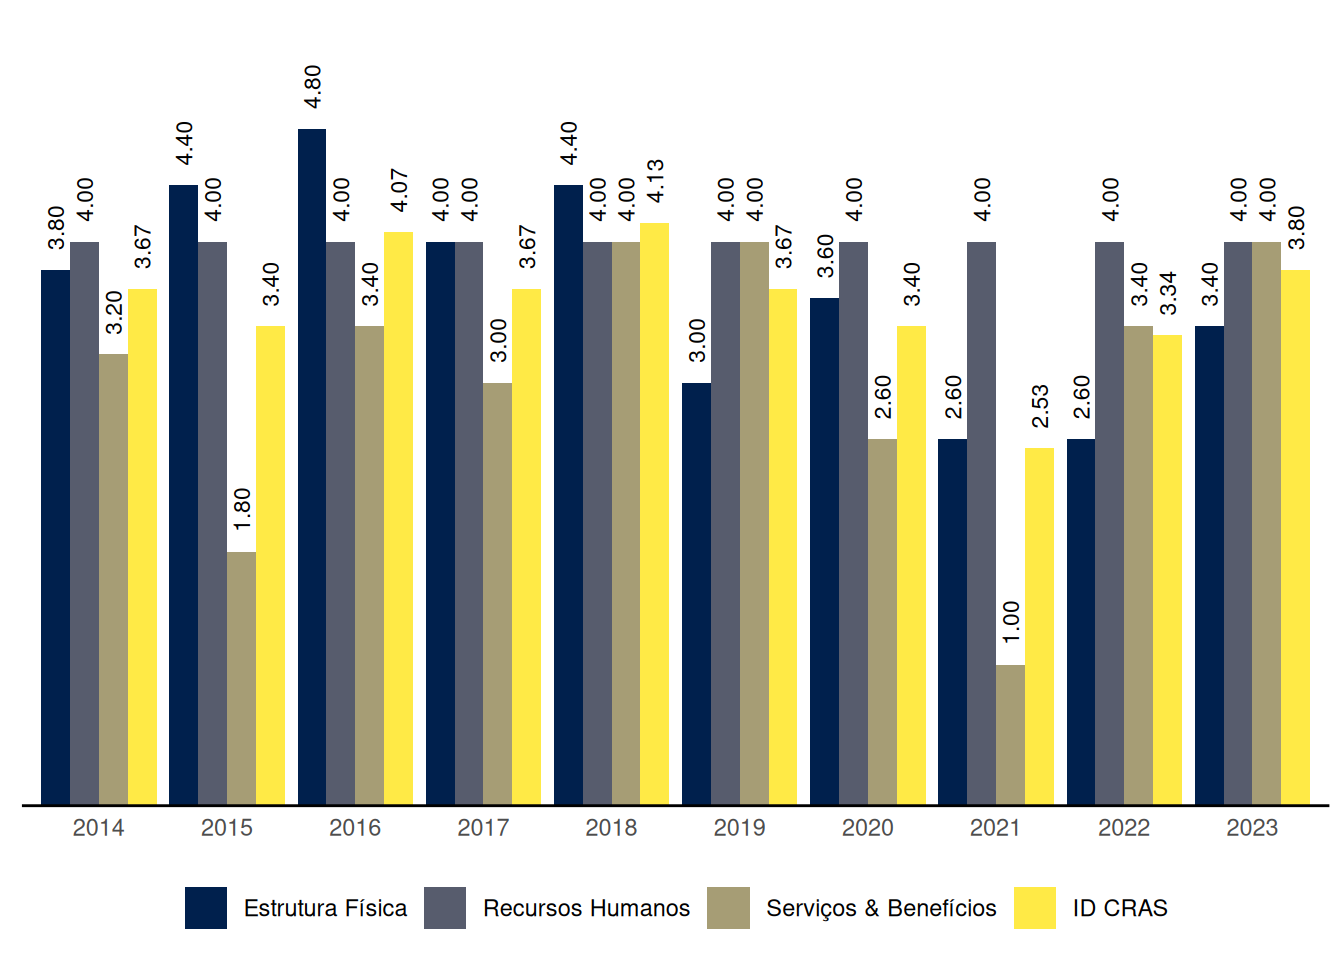 3.80 4.00 3.20 3.67
4.40 4.00 1.80 3.40
4.80 4.00 3.40 4.07
4.00 4.00 3.00 3.67
4.40 4.00 4.00 4.13
3.00 4.00 4.00 3.67
3.60 4.00 2.60 3.40
2.60 4.00 1.00 2.53
2.60 4.00 3.40 3.34
3.40 4.00 4.00 3.80
2014 2015 2016 2017 2018 2019 2020 2021 2022 2023
Estrutura Física Recursos Humanos Serviços & Benefícios ID CRAS